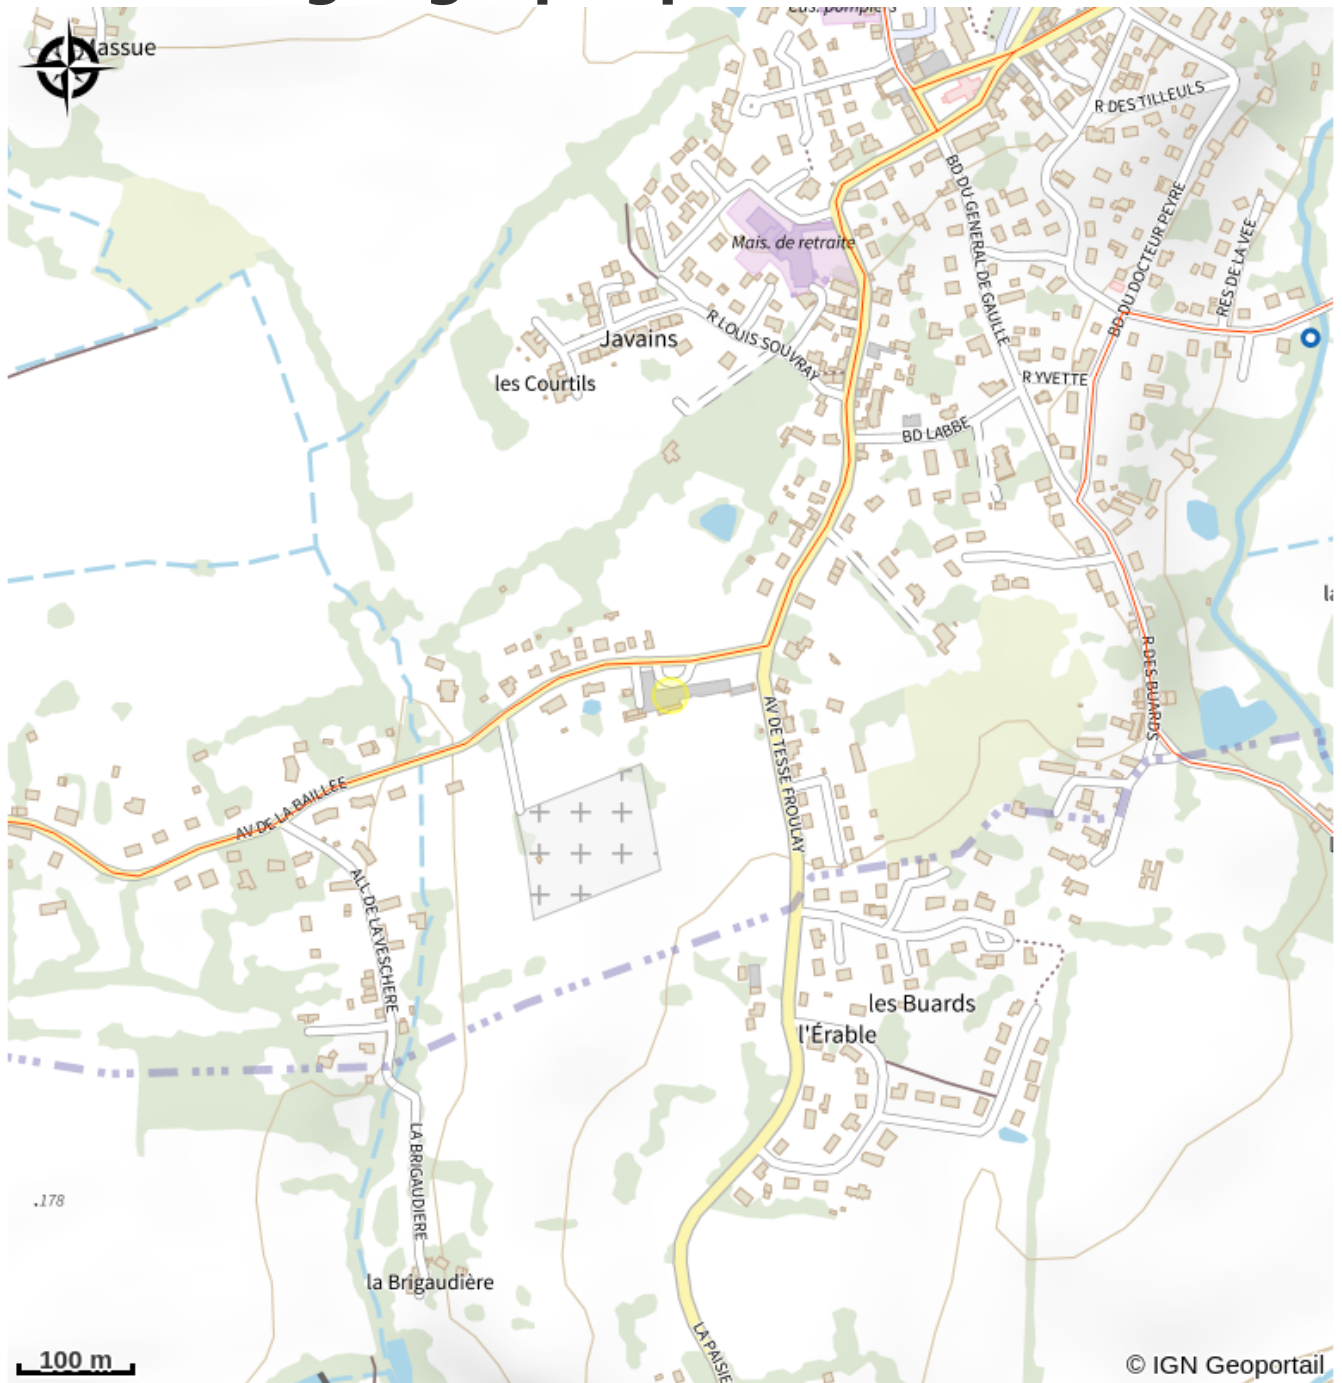 Cas. pompiers
R DES TILLEULS
BD DU GENERAL DE GAULLE
BD DU DOCTEUR PEYRE
RES DE LA VEE
Mais. de retraite
Javains
R LOUIS SOUVRAY
les Courtils
R YVETTE
BD LABBE
R DES BUARDS
AV DE TESSE FROULAY
AV DE LA BAILLEE
ALL DE LA VESCHERE
les Buards
l'Érable
LA BRIGAUDIERE
.178
la Brigaudière
LA PAISIE
100 m
© IGN Geoportail